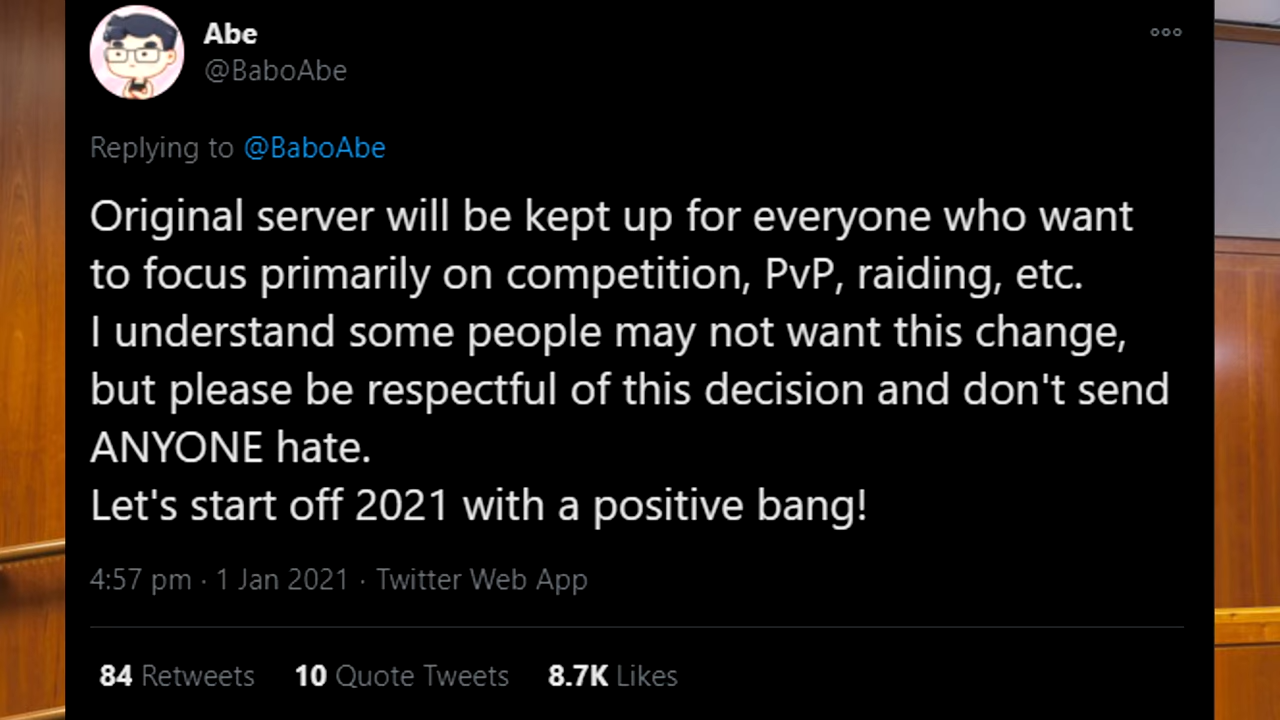 Abe
@BaboAbe
Replying to @BaboAbe
Original server will be kept up for everyone who want
to focus primarily on competition, PvP, raiding, etc.
I understand some people may not want this change,
but please be respectful of this decision and don't send
ANYONE hate.
Let's start off 2021 with a positive bang!
4:57 pm · 1 Jan 2021 · Twitter Web App
84 Retweets 10 Quote Tweets 8.7K Likes